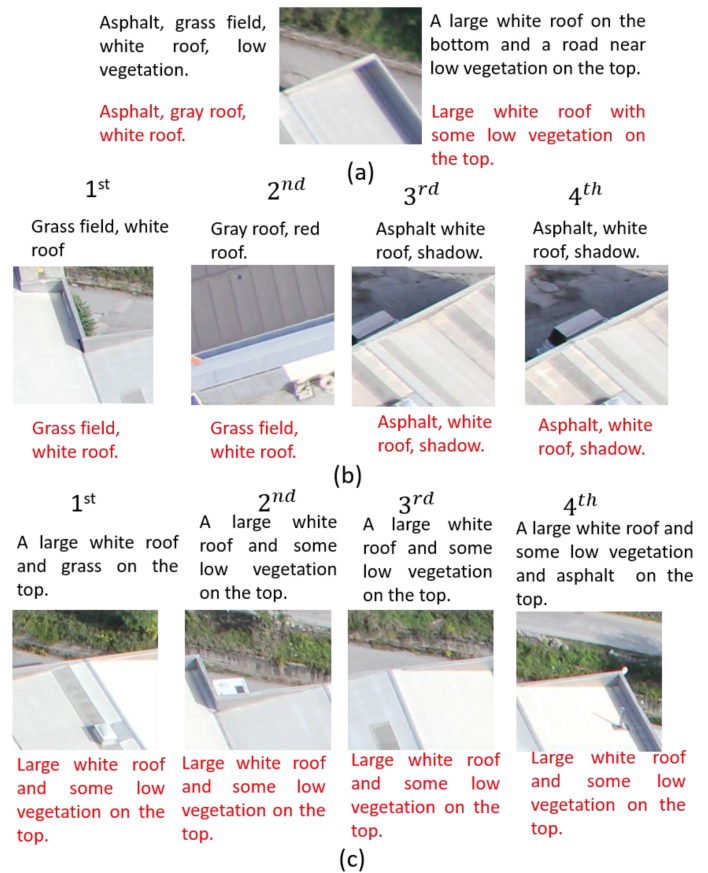 Asphalt, grass field,
white roof, low
vegetation.
Asphalt, gray roof,
white roof.
A large white roof on the
bottom and a road near
low vegetation on the top.
Large white roof with
some low vegetation on
the top.
(a)
1st
Grass field, white
roof
2nd
Gray roof, red
roof.
3rd
Asphalt white
roof, shadow.
4th
Asphalt, white
roof, shadow.
Grass field,
white roof.
Grass field,
white roof.
Asphalt, white
roof, shadow.
Asphalt, white
roof, shadow.
(b)
1st
A large white roof
and grass on the
top.
2nd
A large white
roof and some
low vegetation
on the top.
3rd
A large white
roof and some
low vegetation
on the top.
4th
A large white roof and
some low vegetation
and asphalt on the
top.
Large white roof
and some low
vegetation on the
top.
Large white roof
and some low
vegetation on the
top.
Large white roof
and some low
vegetation on the
top.
Large white roof
and some low
vegetation on the
top.
(c)